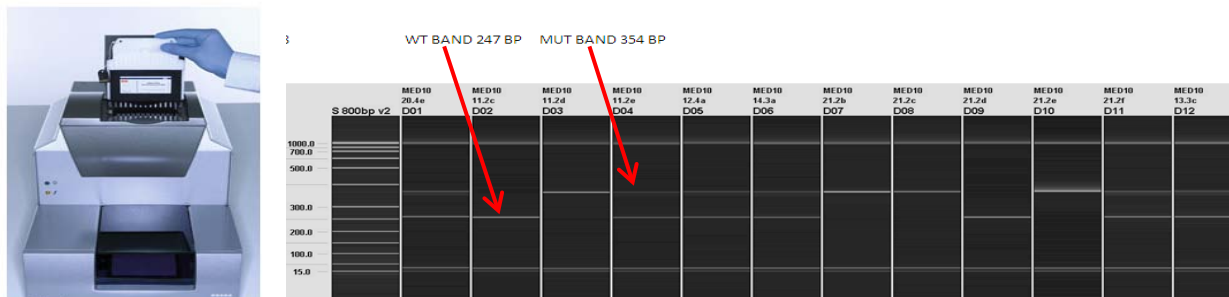 WT BAND 247 BP MUT BAND 354 BP
MED10 MED10 MED10 MED10 MED10 MED10 MED10 MED10 MED10 MED10 MED10 MED10
20.4e 11.2c 11.2d 11.2e 12.4a 14.3a 21.2b 21.2c 21.2d 21.2e 21.2f 13.3c
S 800bp v2 D01 D02 D03 D04 D05 D06 D07 D08 D09 D10 D11 D12
1000.0
700.0
500.0
300.0
200.0
100.0
15.0